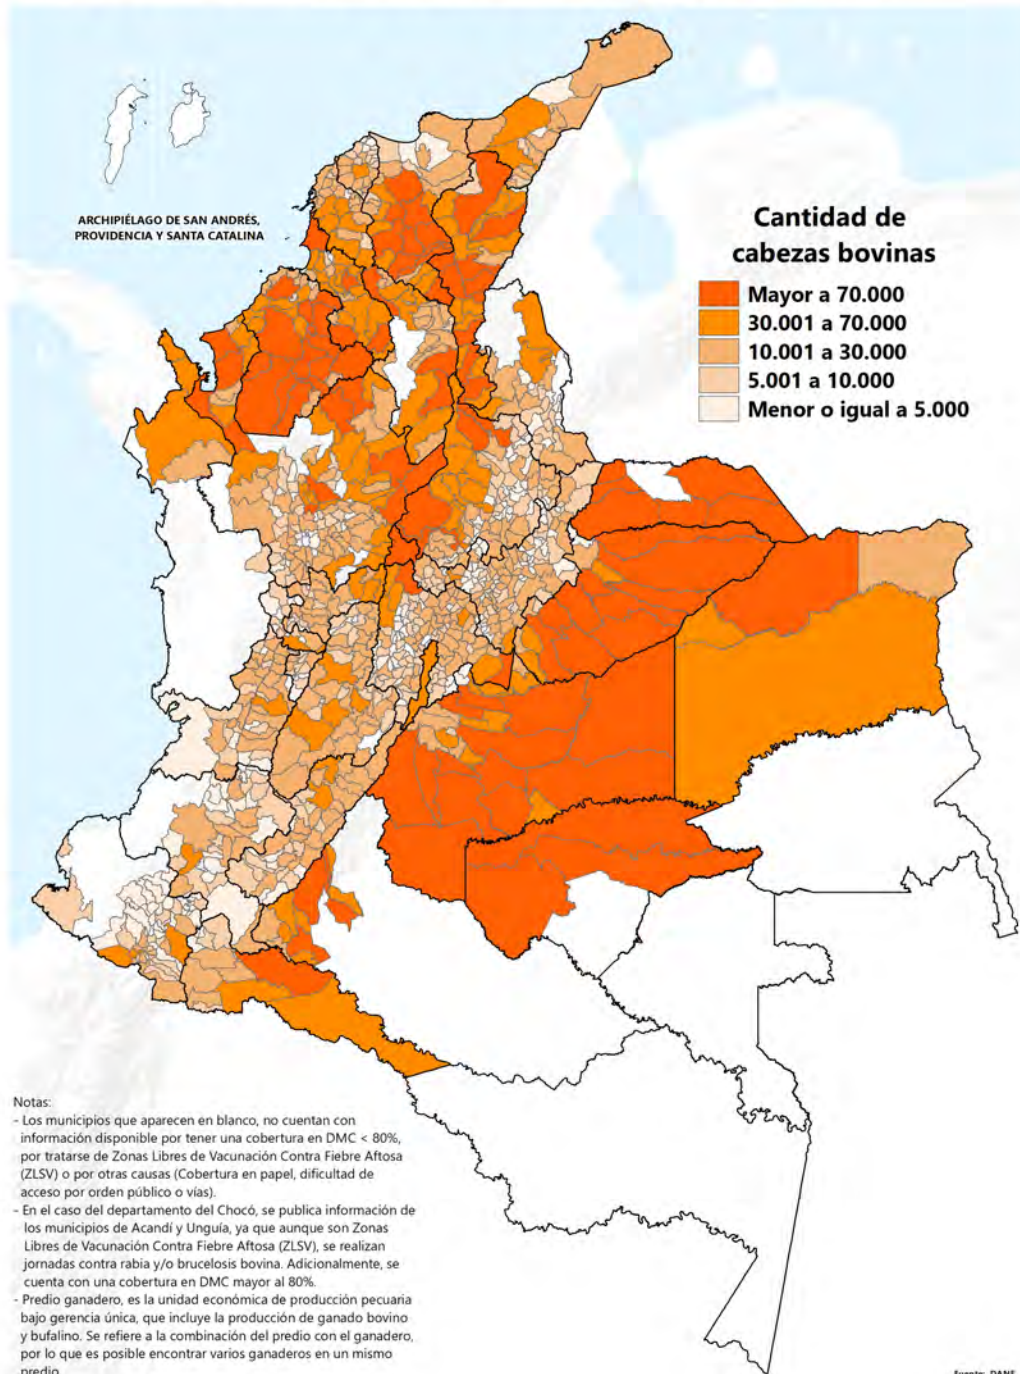 ARCHIPIÉLAGO DE SAN ANDRÉS,
PROVIDENCIA Y SANTA CATALINA
Cantidad de
cabezas bovinas
Mayor a 70.000
30.001 a 70.000
10.001 a 30.000
5.001 a 10.000
Menor o igual a 5.000
Notas:
- Los municipios que aparecen en blanco, no cuentan con
información disponible por tener una cobertura en DMC < 80%,
por tratarse de Zonas Libres de Vacunación Contra Fiebre Aftosa
(ZLSV) o por otras causas (Cobertura en papel, dificultad de
acceso por orden público o vías).
- En el caso del departamento del Chocó, se publica información de
los municipios de Acandí y Unguía, ya que aunque son Zonas
Libres de Vacunación Contra Fiebre Aftosa (ZLSV), se realizan
jornadas contra rabia y/o brucelosis bovina. Adicionalmente, se
cuenta con una cobertura en DMC mayor al 80%.
- Predio ganadero, es la unidad económica de producción pecuaria
bajo gerencia única, que incluye la producción de ganado bovino
y bufalino. Se refiere a la combinación del predio con el ganadero,
por lo que es posible encontrar varios ganaderos en un mismo
predio.
Fuente: DANE